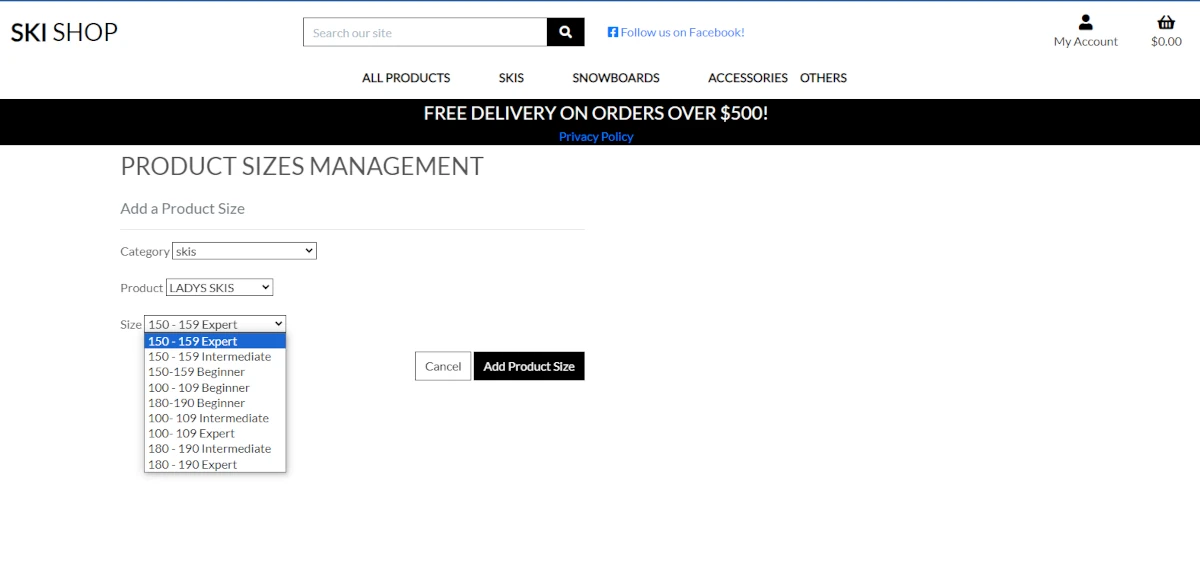 SKI SHOP
Search our site
Follow us on Facebook!
My Account
$0.00
ALL PRODUCTS SKIS SNOWBOARDS ACCESSORIES OTHERS
FREE DELIVERY ON ORDERS OVER $500!
Privacy Policy
PRODUCT SIZES MANAGEMENT
Add a Product Size
Category skis
Product LADYS SKIS
Size 150 - 159 Expert
150 - 159 Expert
150 - 159 Intermediate
150-159 Beginner
100 - 109 Beginner
180-190 Beginner
100- 109 Intermediate
100- 109 Expert
180 - 190 Intermediate
180 - 190 Expert
Cancel Add Product Size